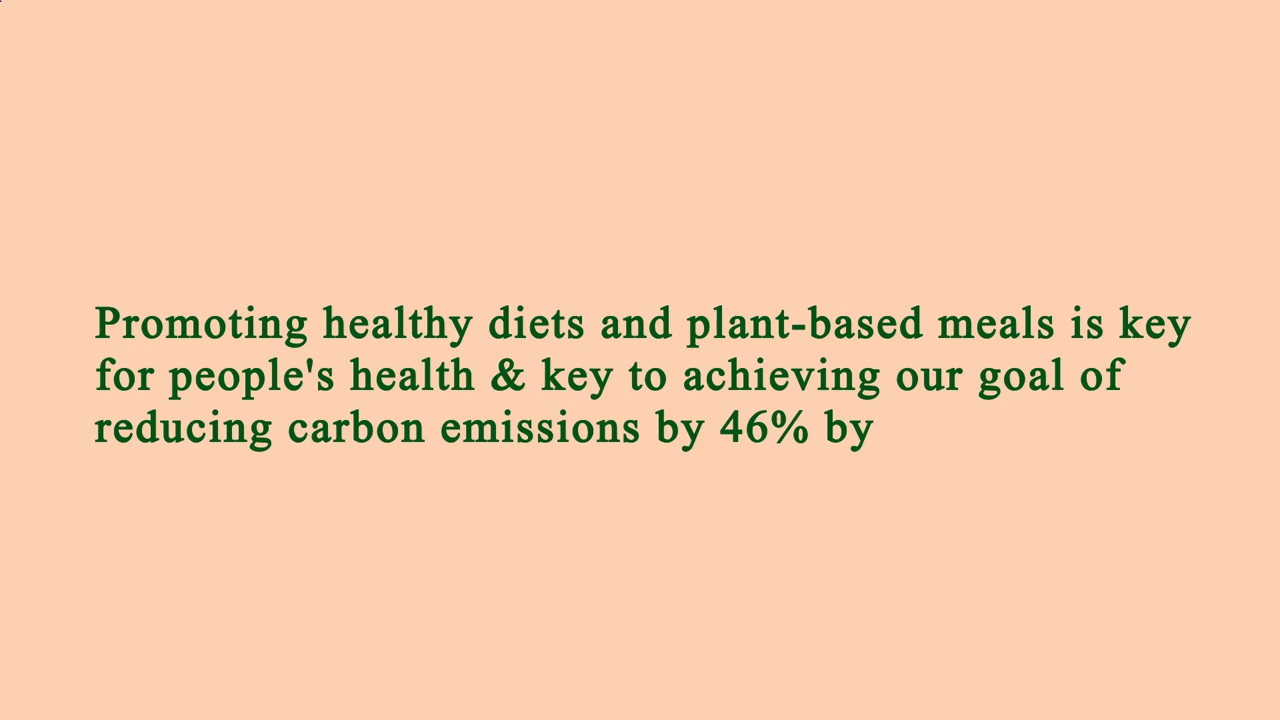 Promoting healthy diets and plant-based meals is key
for people's health & key to achieving our goal of
reducing carbon emissions by 46% by